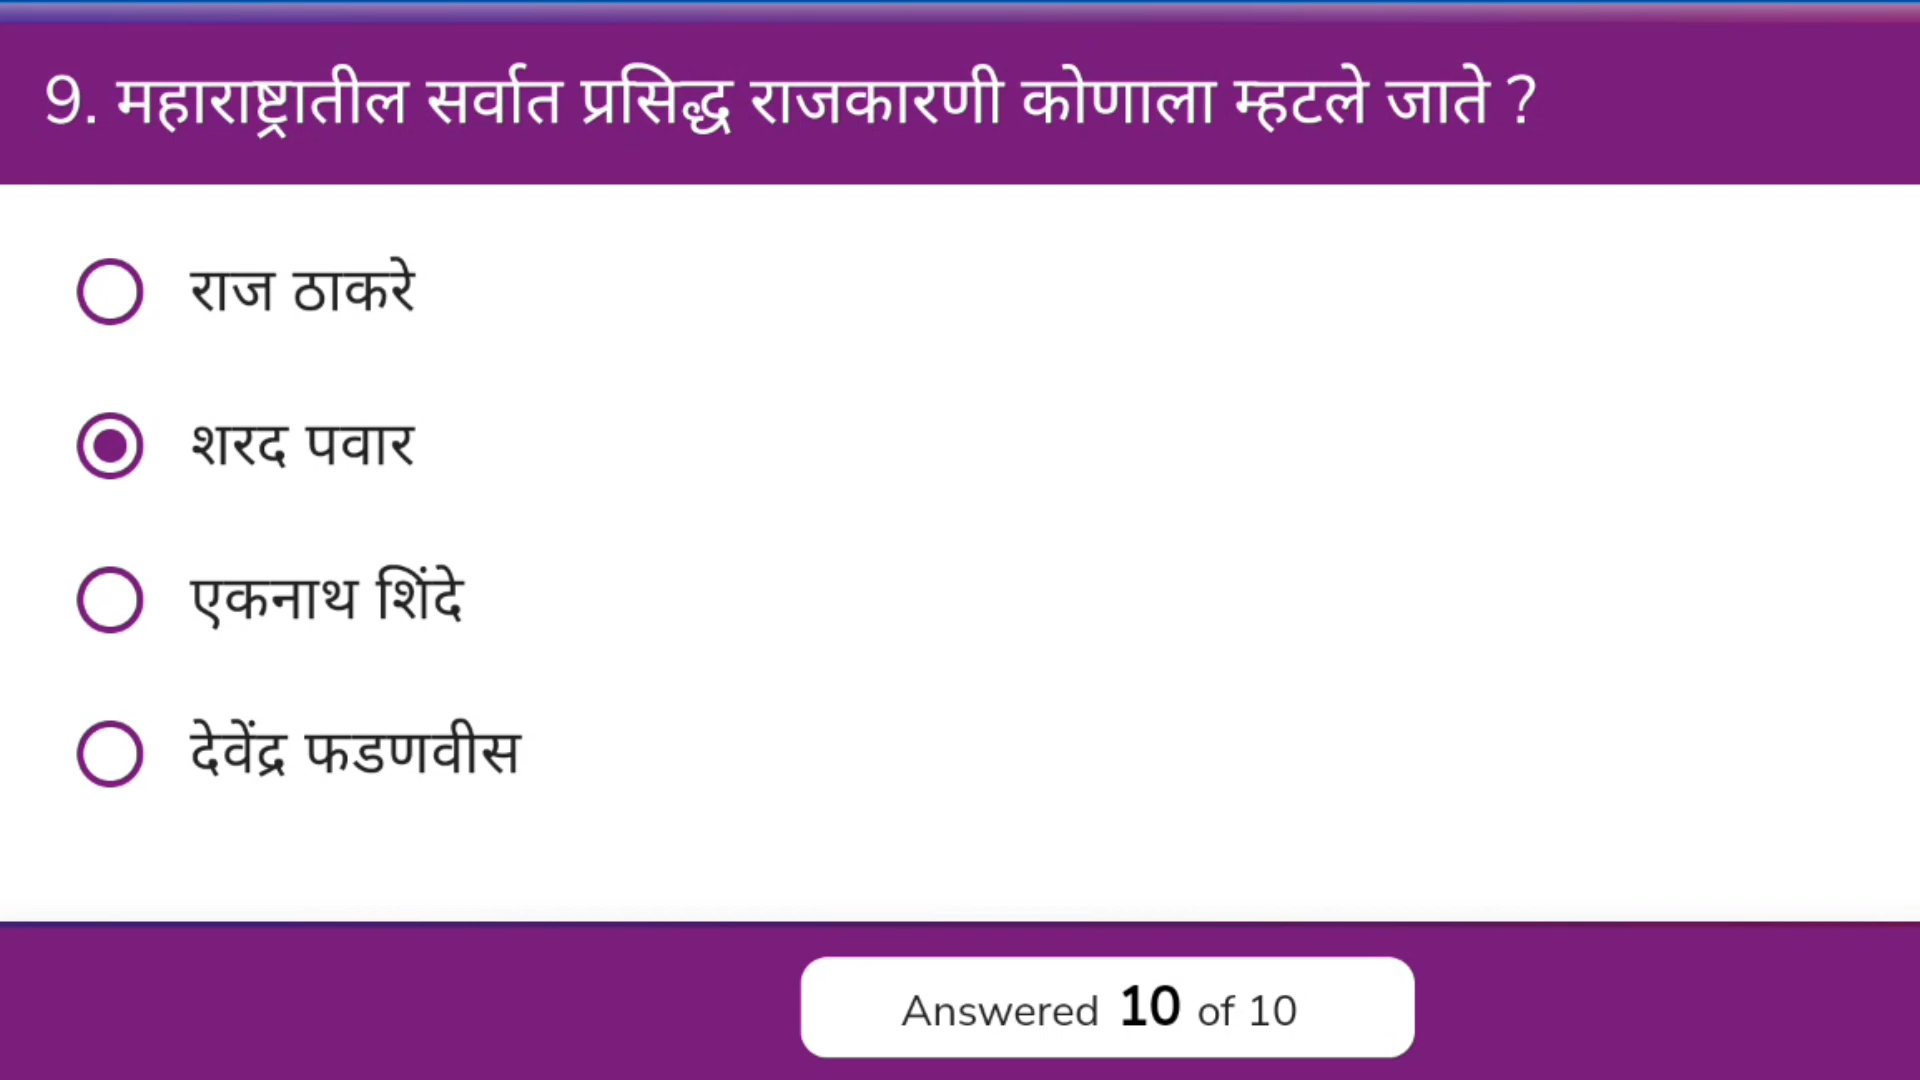 9. महाराष्ट्रातील सर्वात प्रसिद्ध राजकारणी कोणाला म्हटले जाते ?
राज ठाकरे
शरद पवार
एकनाथ शिंदे
देवेंद्र फडणवीस
Answered 10 of 10